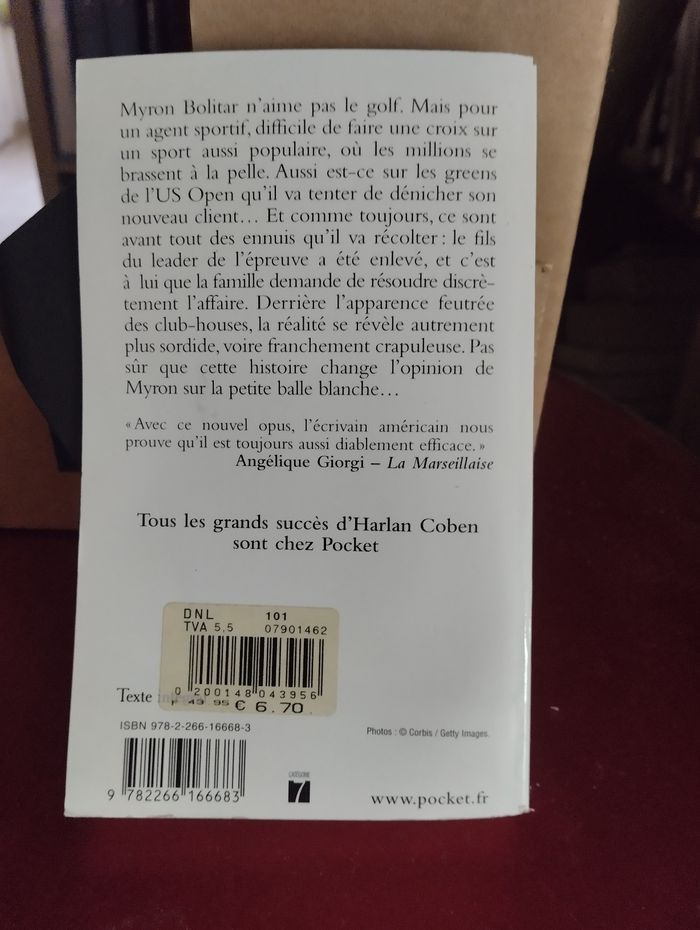 Myron Bolitar n'aime pas le golf. Mais pour
un agent sportif, difficile de faire une croix sur
un sport aussi populaire, où les millions se
brassent à la pelle. Aussi est-ce sur les greens
de l'US Open qu'il va tenter de dénicher son
nouveau client… Et comme toujours, ce sont
avant tout des ennuis qu'il va récolter : le fils
du leader de l'épreuve a été enlevé, et c'est
à lui que la famille demande de résoudre discrè-
tement l'affaire. Derrière l'apparence feutrée
des club-houses, la réalité se révèle autrement
plus sordide, voire franchement crapuleuse. Pas
sûr que cette histoire change l'opinion de
Myron sur la petite balle blanche…
« Avec ce nouvel opus, l'écrivain américain nous
prouve qu'il est toujours aussi diablement efficace. »
Angélique Giorgi – La Marseillaise
Tous les grands succès d'Harlan Coben
sont chez Pocket
DNL 101
TVA 5,5 07901462
0 200148 043956
F 43 95 € 6.70
Texte
ISBN 978-2-266-16668-3
Photos : © Corbis / Getty Images.
9 782266 166683
CATÉGORIE
7
www.pocket.fr